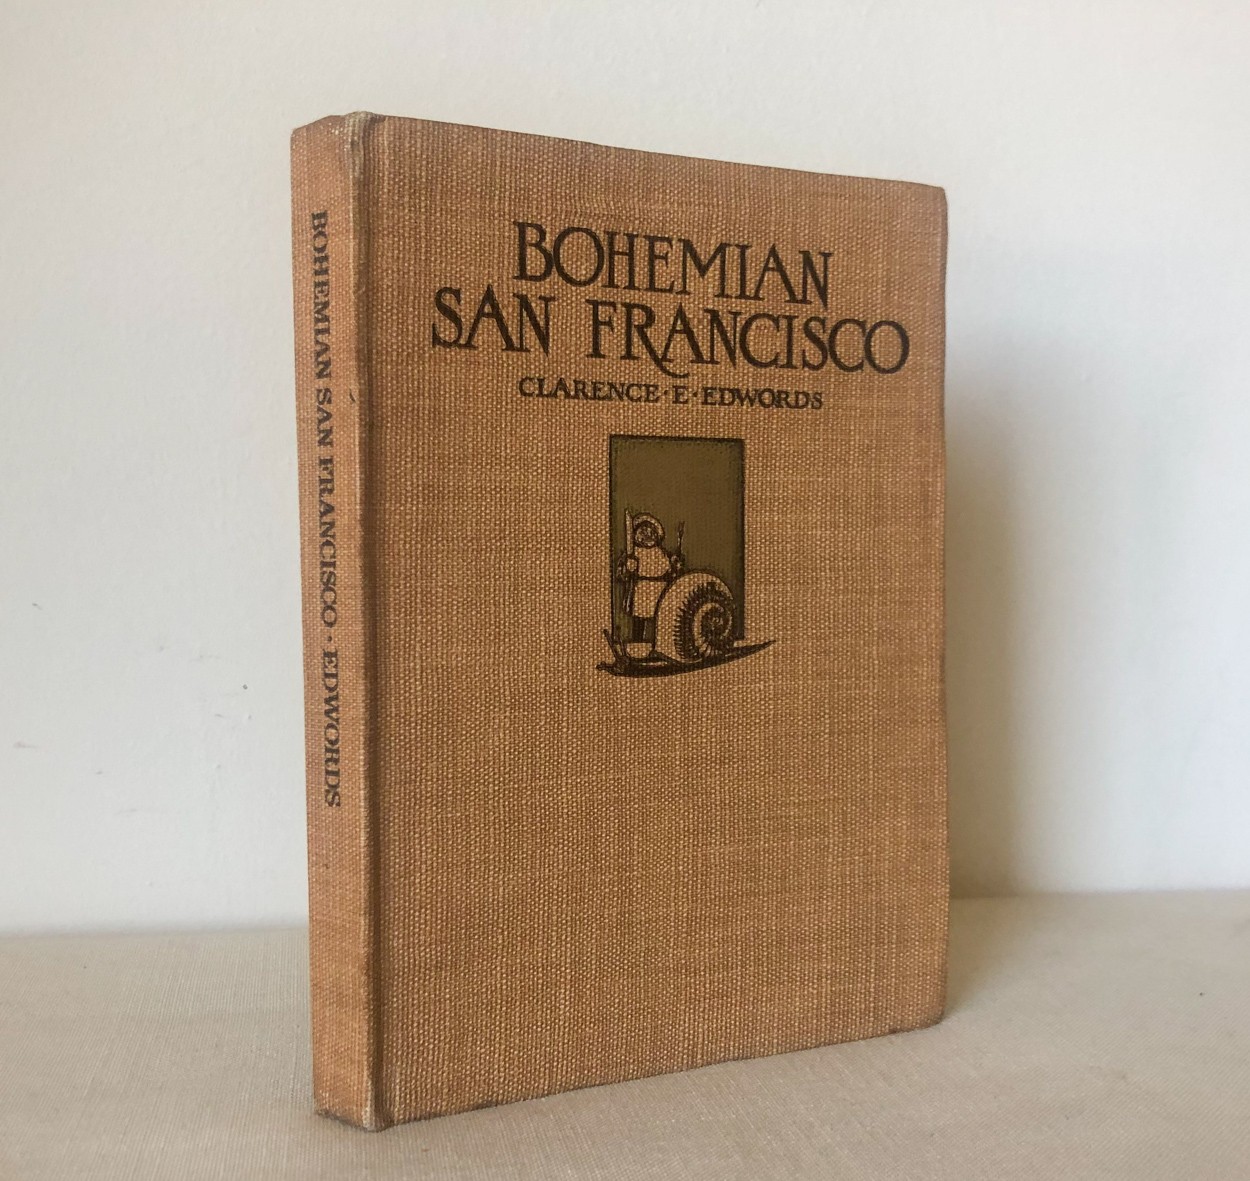 BOHEMIAN SAN FRANCISCO · EDWORDS
BOHEMIAN
SAN FRANCISCO
CLARENCE · E · EDWORDS